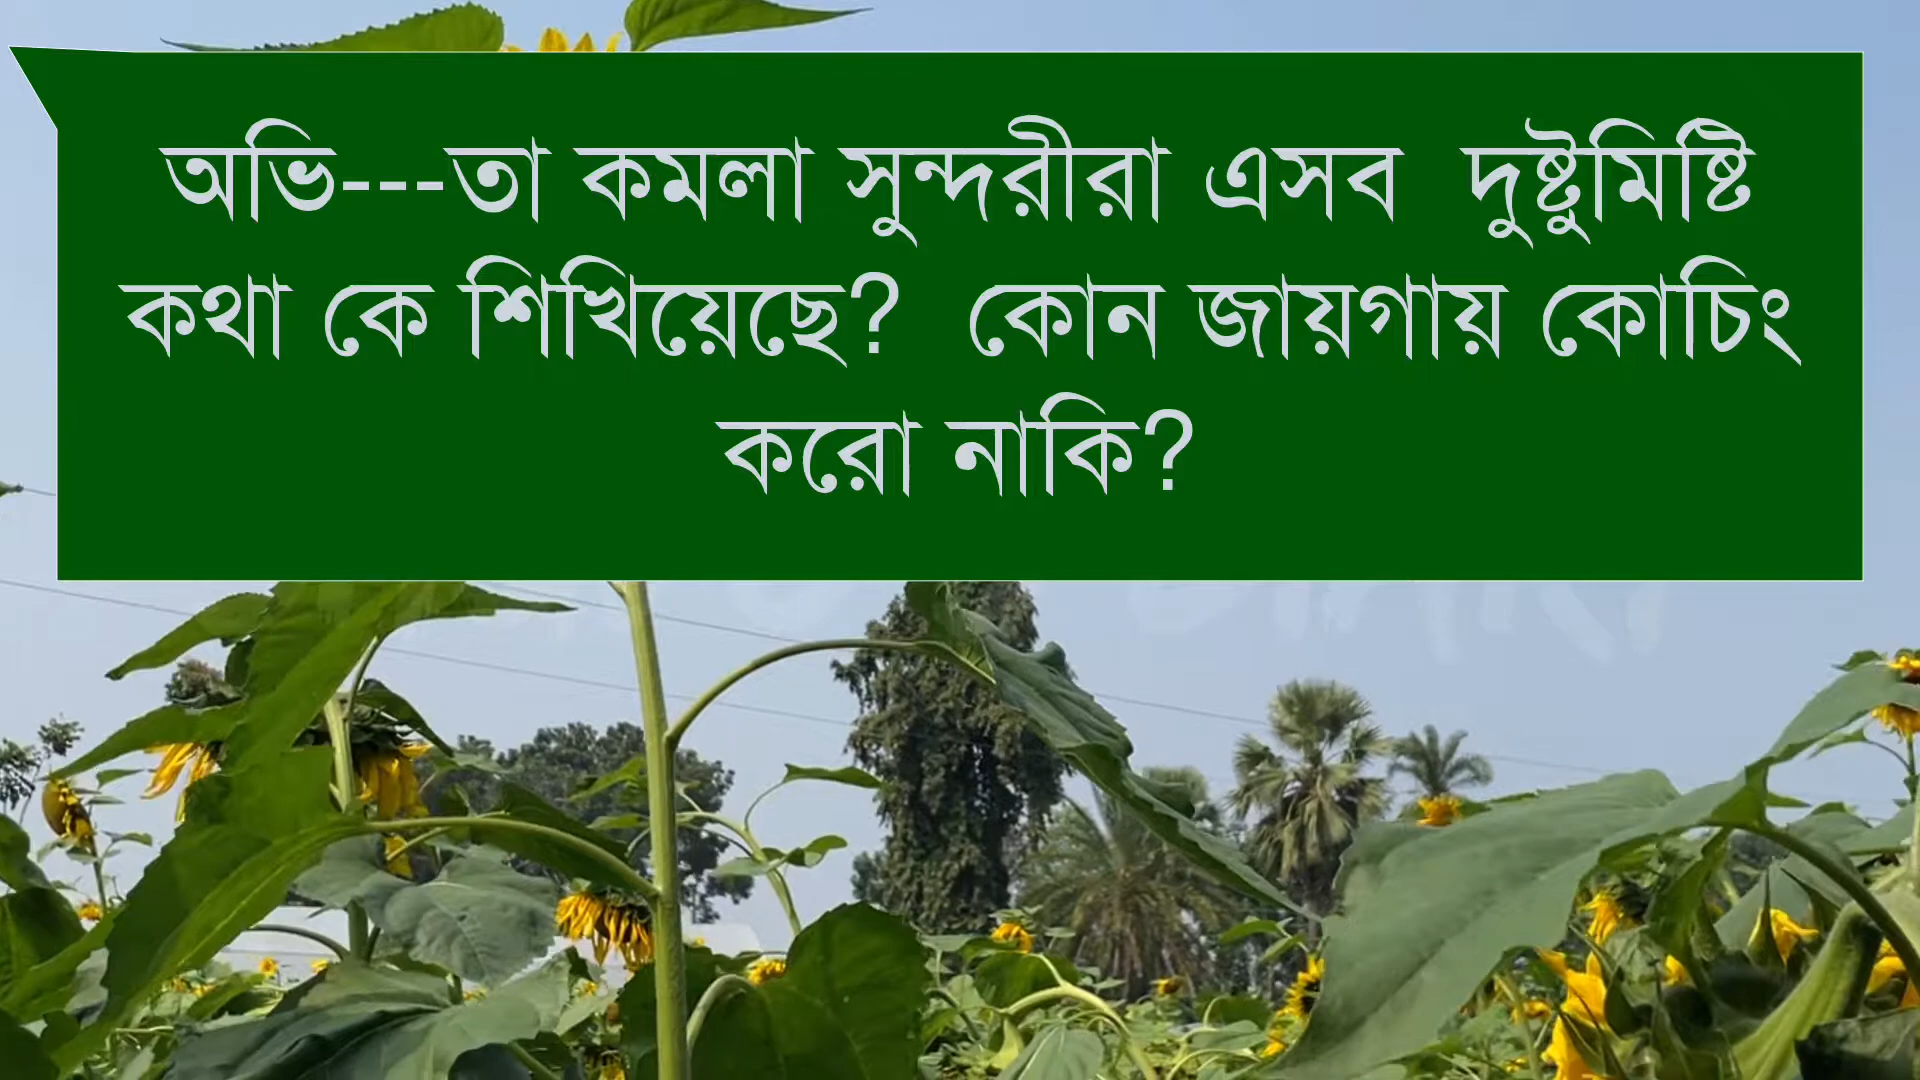 অভি---তা কমলা সুন্দরীরা এসব  দুষ্টুমিষ্টি
কথা কে শিখিয়েছে?  কোন জায়গায় কোচিং
করো নাকি?